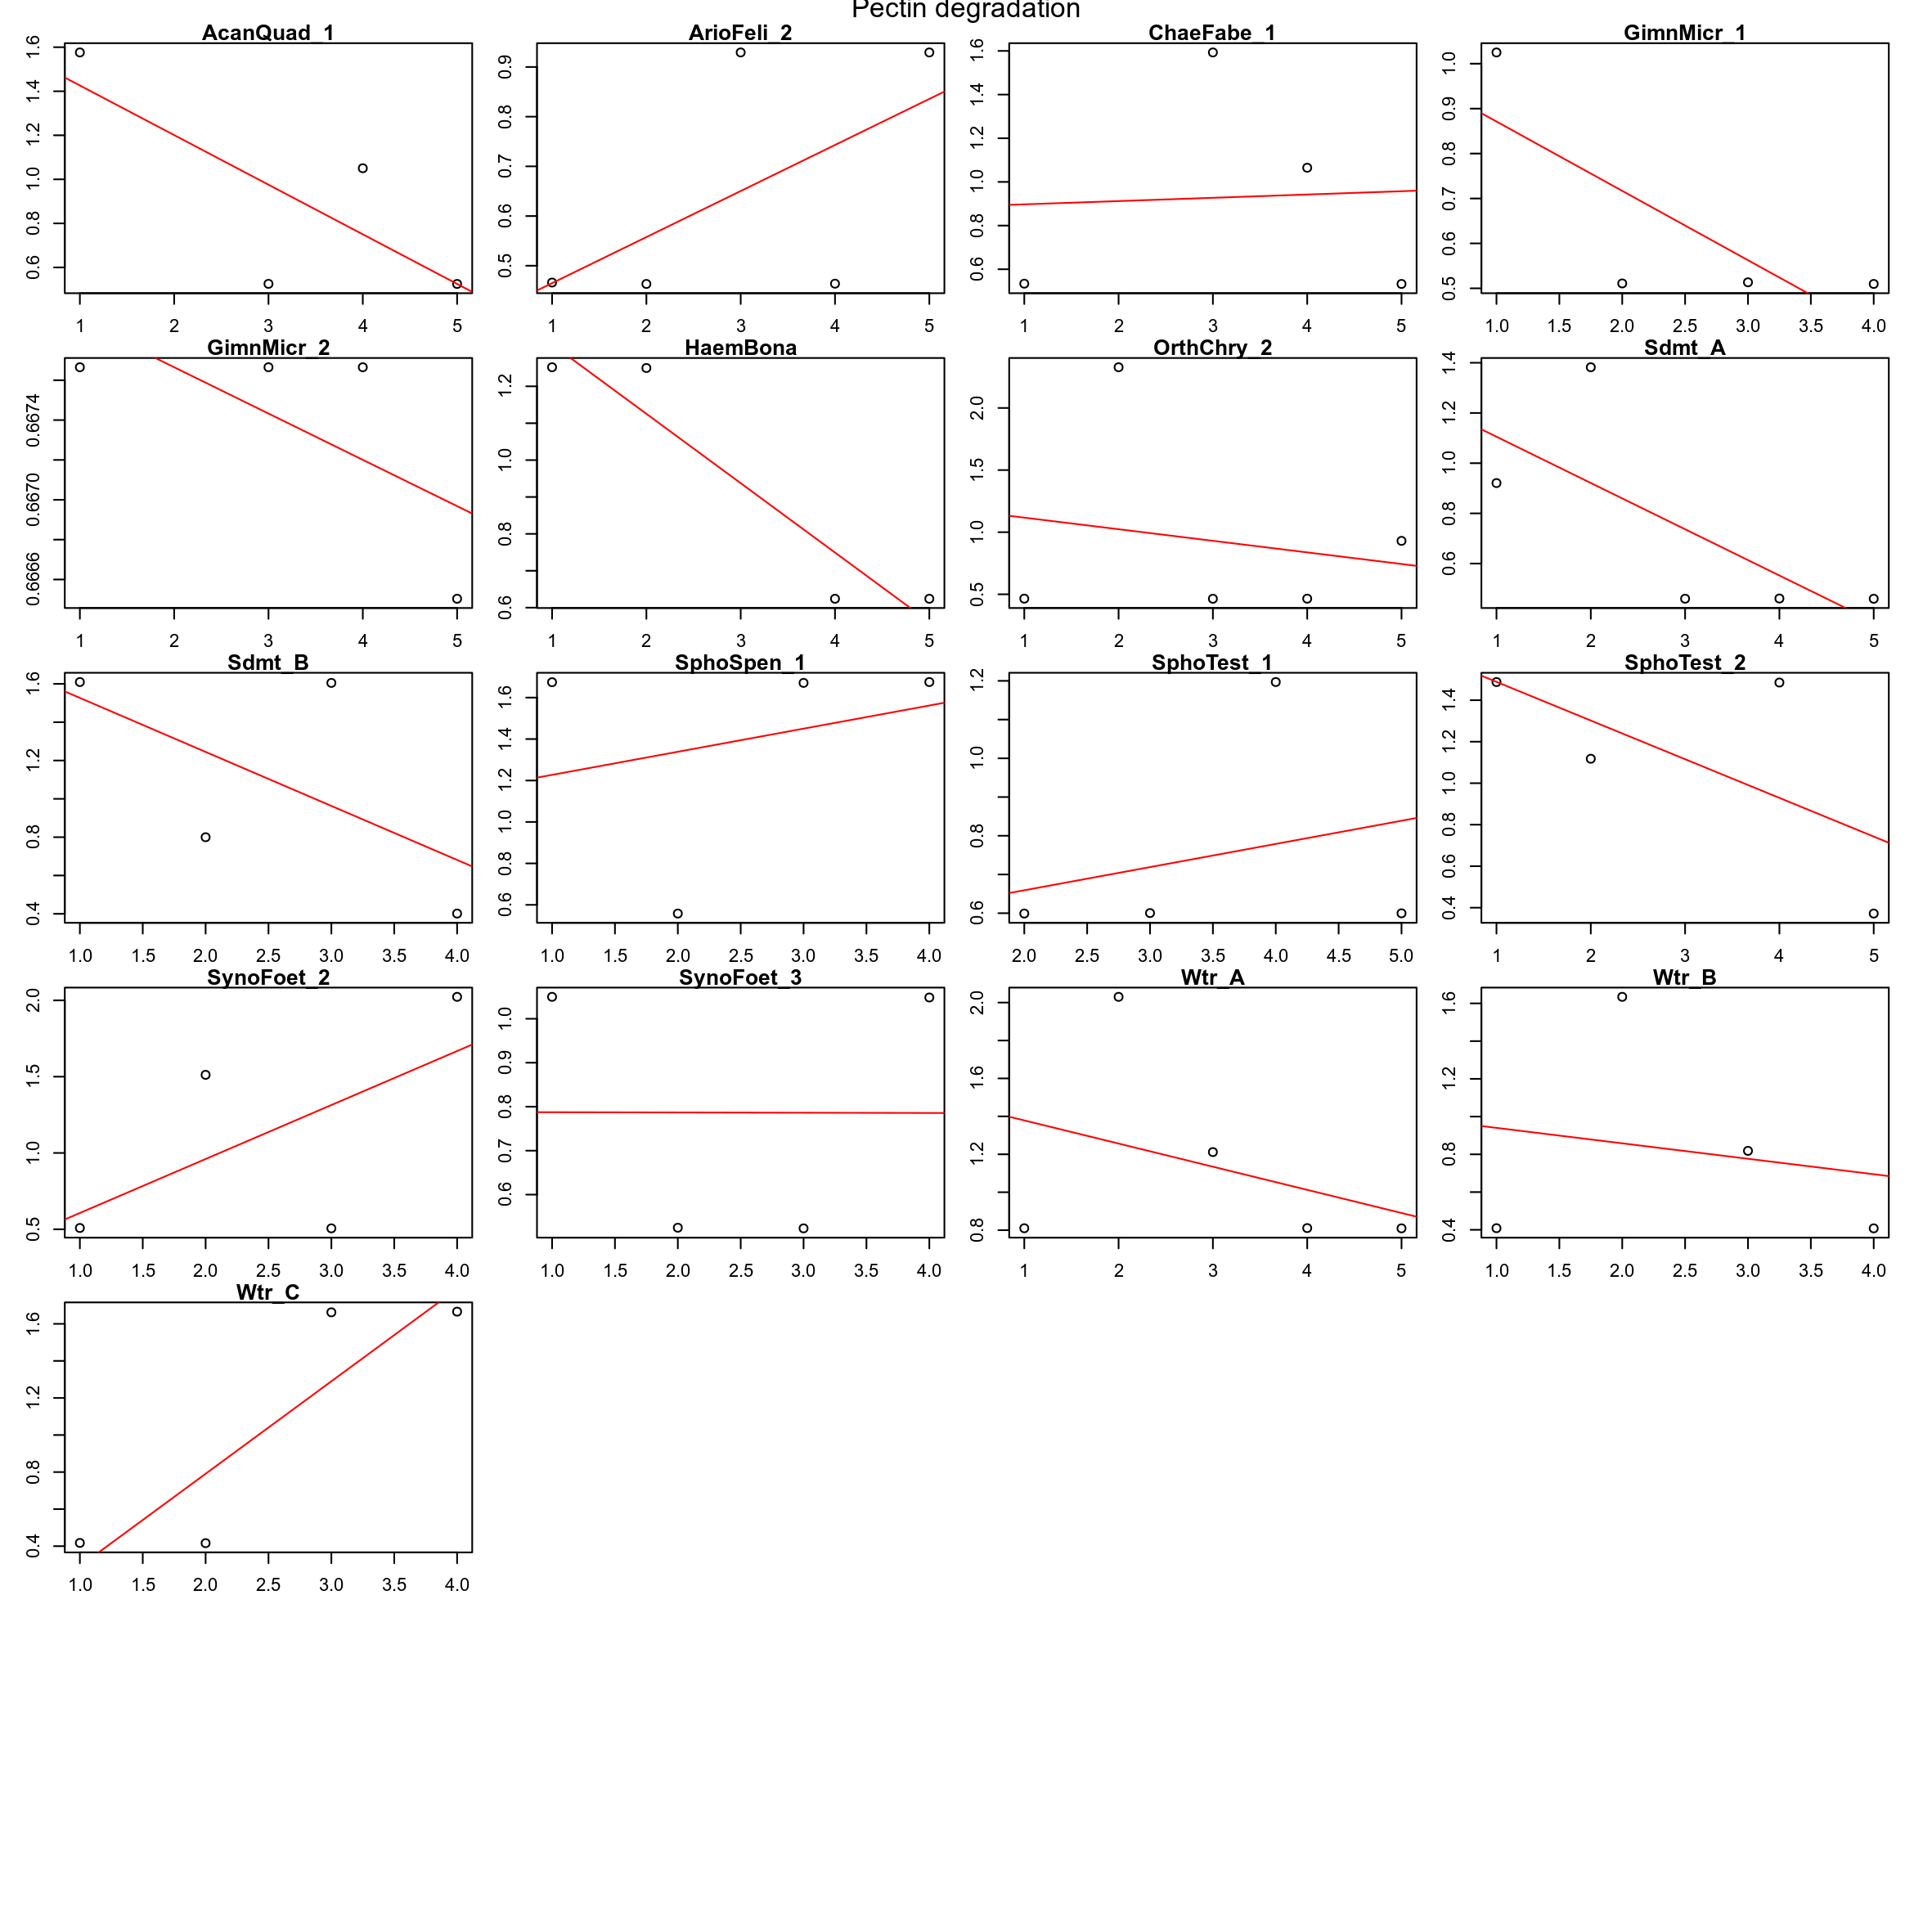 Pectin degradation
AcanQuad_1
0.6 0.8 1.0 1.2 1.4 1.6
1 2 3 4 5
ArioFeli_2
0.5 0.6 0.7 0.8 0.9
1 2 3 4 5
ChaeFabe_1
0.6 0.8 1.0 1.2 1.4 1.6
1 2 3 4 5
GimnMicr_1
0.5 0.6 0.7 0.8 0.9 1.0
1.0 1.5 2.0 2.5 3.0 3.5 4.0
GimnMicr_2
0.6666 0.6670 0.6674
1 2 3 4 5
HaemBona
0.6 0.8 1.0 1.2
1 2 3 4 5
OrthChry_2
0.5 1.0 1.5 2.0
1 2 3 4 5
Sdmt_A
0.6 0.8 1.0 1.2 1.4
1 2 3 4 5
Sdmt_B
0.4 0.8 1.2 1.6
1.0 1.5 2.0 2.5 3.0 3.5 4.0
SphoSpen_1
0.6 0.8 1.0 1.2 1.4 1.6
1.0 1.5 2.0 2.5 3.0 3.5 4.0
SphoTest_1
0.6 0.8 1.0 1.2
2.0 2.5 3.0 3.5 4.0 4.5 5.0
SphoTest_2
0.4 0.6 0.8 1.0 1.2 1.4
1 2 3 4 5
SynoFoet_2
0.5 1.0 1.5 2.0
1.0 1.5 2.0 2.5 3.0 3.5 4.0
SynoFoet_3
0.6 0.7 0.8 0.9 1.0
1.0 1.5 2.0 2.5 3.0 3.5 4.0
Wtr_A
0.8 1.2 1.6 2.0
1 2 3 4 5
Wtr_B
0.4 0.8 1.2 1.6
1.0 1.5 2.0 2.5 3.0 3.5 4.0
Wtr_C
0.4 0.8 1.2 1.6
1.0 1.5 2.0 2.5 3.0 3.5 4.0